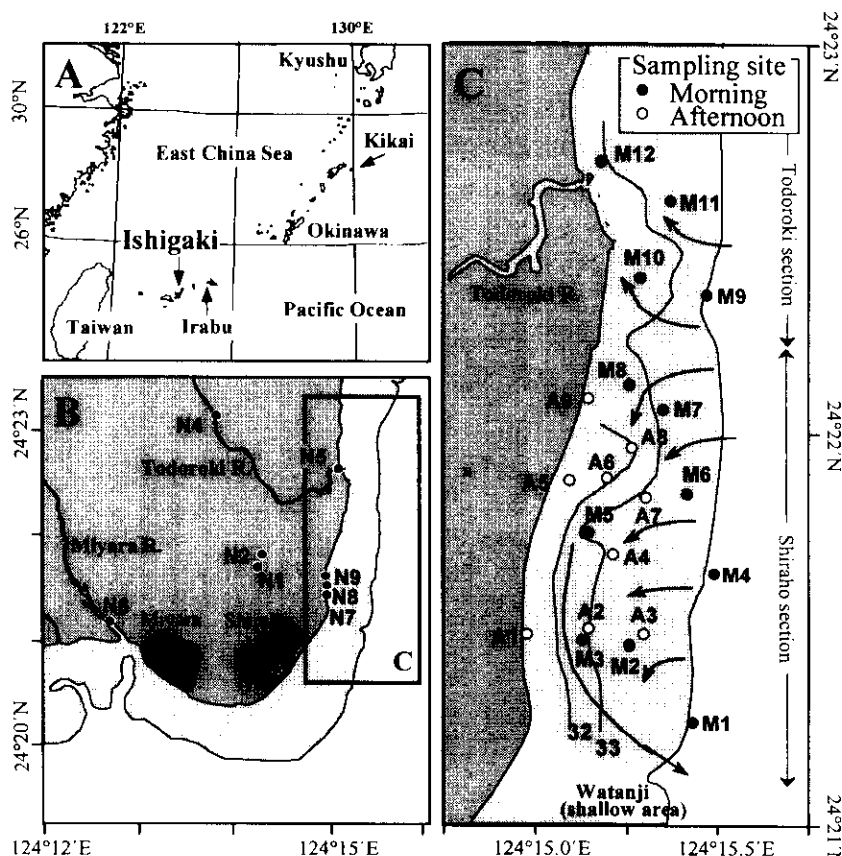 122°E
130°E
30°N
26°N
A
Kyushu
East China Sea
Kikai
Ishigaki
Okinawa
Taiwan
Irabu
Pacific Ocean
B
24°23´N
24°20´N
N4
Todoroki R.
N5
Miyara R.
N2
N1
N9
N8
N7
N6
Miyara
C
124°12´E
124°15´E
C
Sampling site
Morning
Afternoon
24°23´N
24°22´N
24°21´N
Todoroki section
Shiraho section
M12
M11
M10
Todoroki R.
M9
M8
A9
M7
A8
A6
A5
M6
A7
M5
A4
M4
A2
A3
A1
M3
M2
M1
32
33
Watanji
(shallow area)
124°15.0´E
124°15.5´E